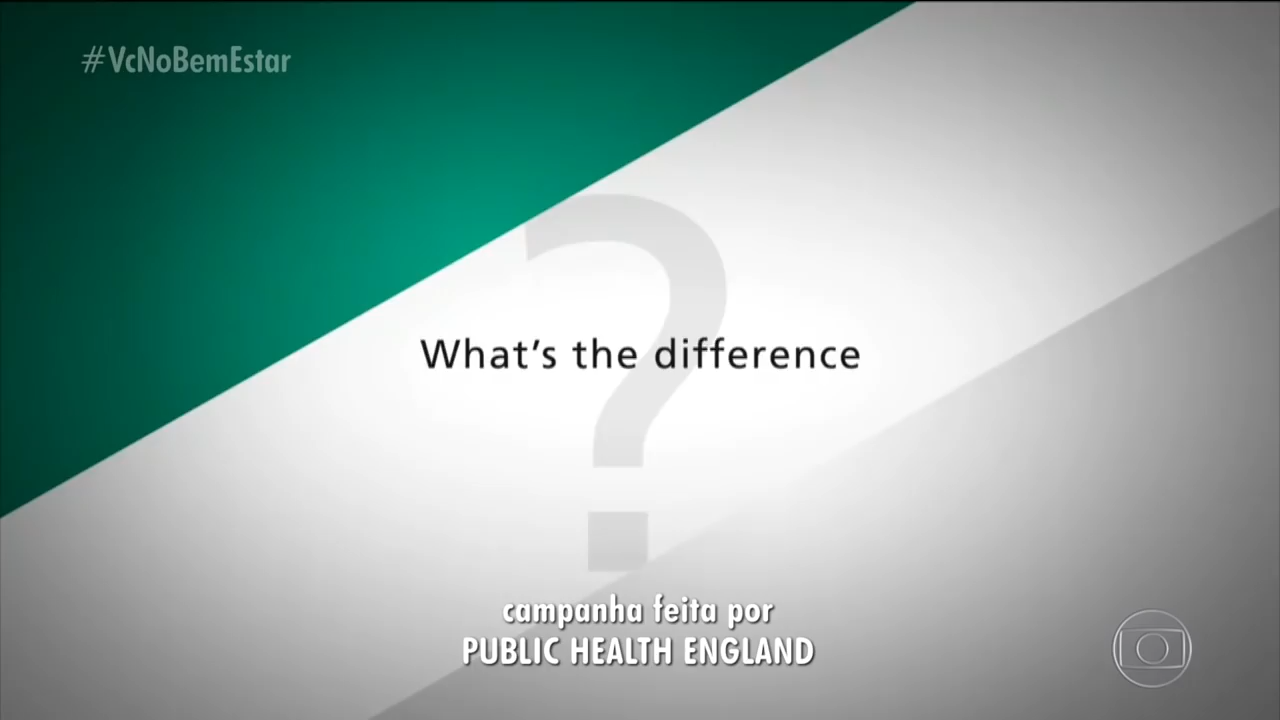 #VcNoBemEstar
?
What's the difference
campanha feita por
PUBLIC HEALTH ENGLAND